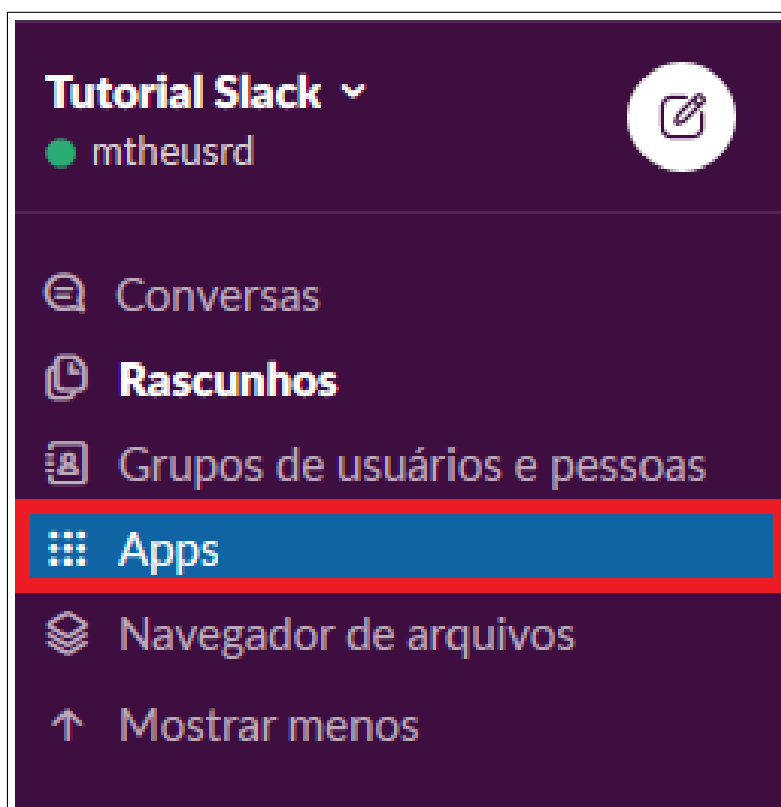 Tutorial Slack
mtheusrd
Conversas
Rascunhos
Grupos de usuários e pessoas
Apps
Navegador de arquivos
Mostrar menos